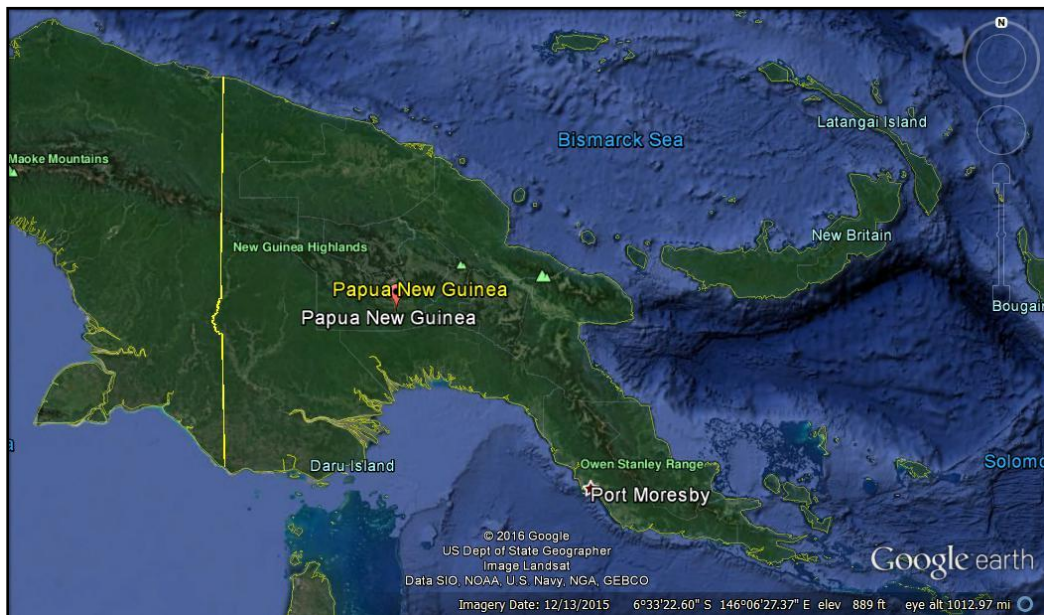 N
Latangai Island
Bismarck Sea
Maoke Mountains
New Britain
New Guinea Highlands
Papua New Guinea
Bougain
Papua New Guinea
Daru Island
Owen Stanley Range
Solomo
Port Moresby
© 2016 Google
US Dept of State Geographer
Image Landsat
Data SIO, NOAA, U.S. Navy, NGA, GEBCO
Google earth
Imagery Date: 12/13/2015 6°33'22.60" S 146°06'27.37" E elev 889 ft eye alt 1012.97 mi